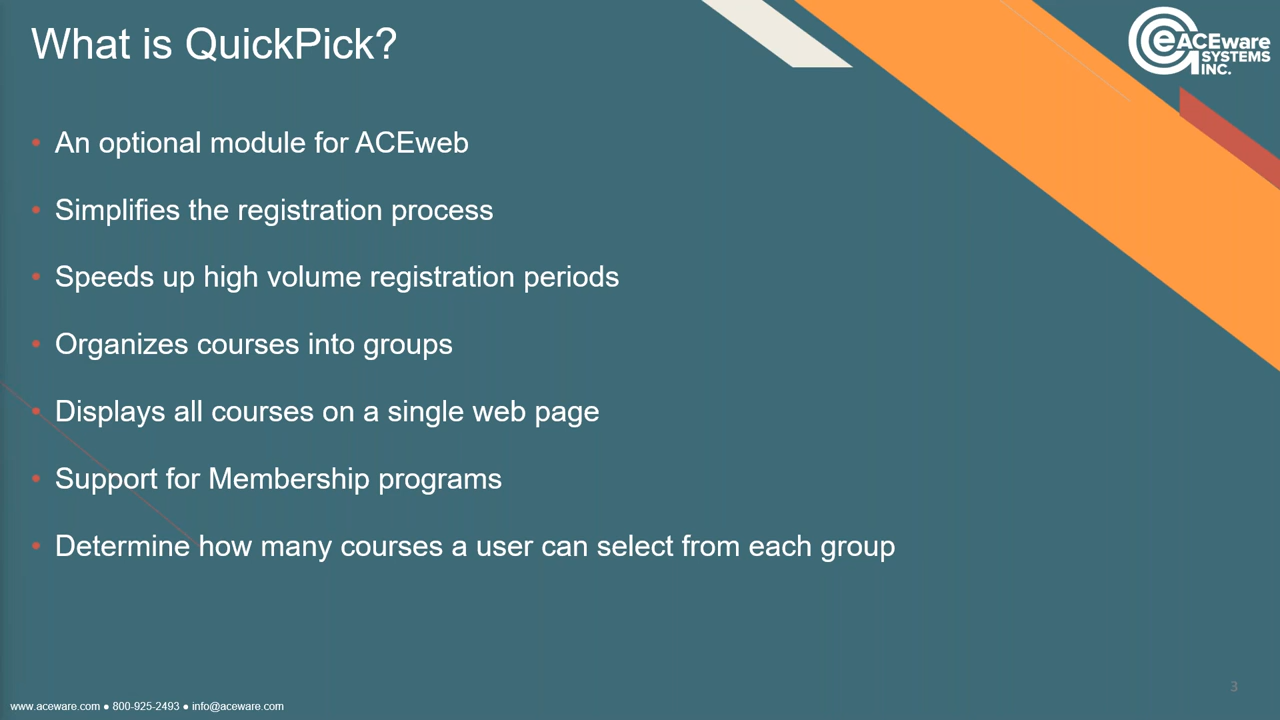 What is QuickPick?
ACEware
SYSTEMS
INC.
• An optional module for ACEweb
• Simplifies the registration process
• Speeds up high volume registration periods
• Organizes courses into groups
• Displays all courses on a single web page
• Support for Membership programs
• Determine how many courses a user can select from each group
3
www.aceware.com ● 800-925-2493 ● info@aceware.com